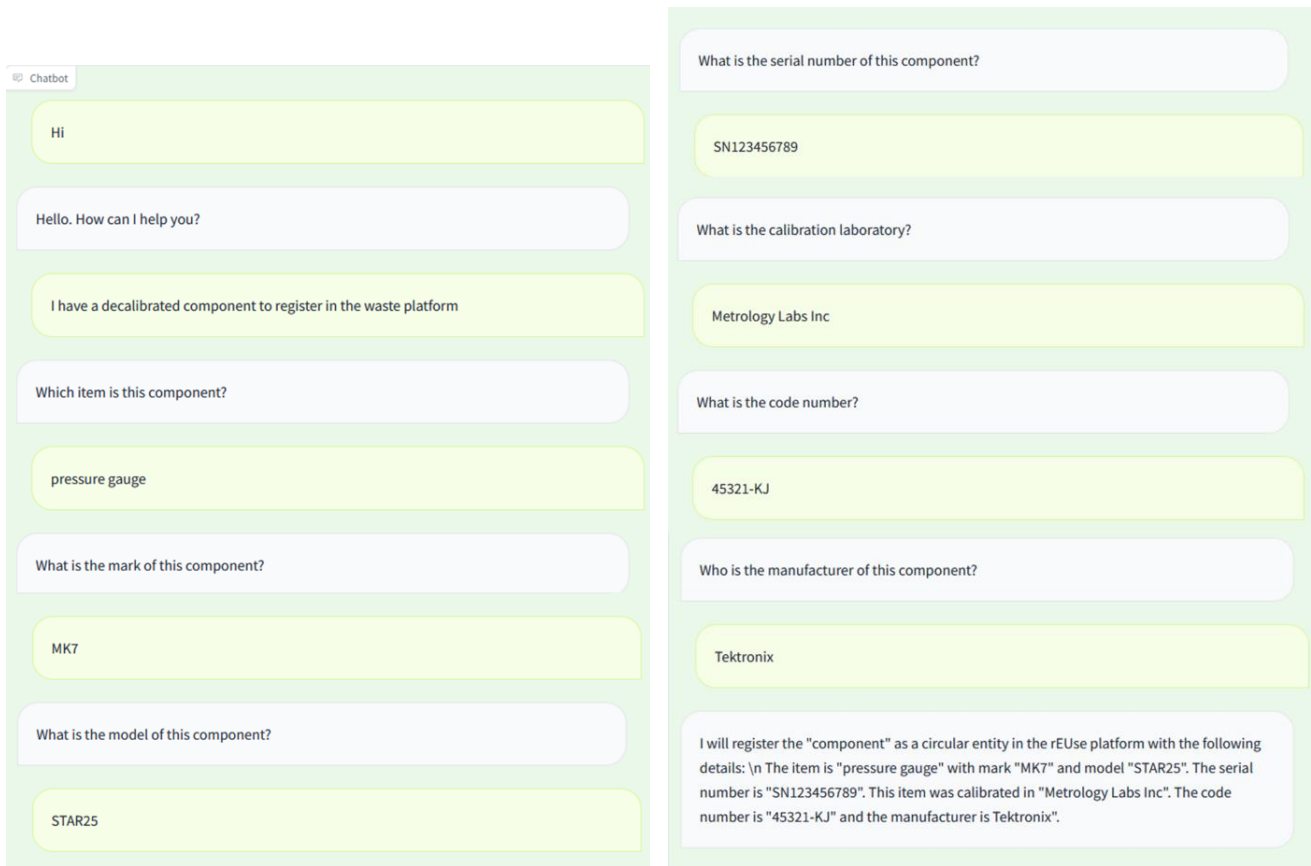 Chatbot
Hi
Hello. How can I help you?
I have a decalibrated component to register in the waste platform
Which item is this component?
pressure gauge
What is the mark of this component?
MK7
What is the model of this component?
STAR25
What is the serial number of this component?
SN123456789
What is the calibration laboratory?
Metrology Labs Inc
What is the code number?
45321-KJ
Who is the manufacturer of this component?
Tektronix
I will register the "component" as a circular entity in the rEUse platform with the following
details: \n The item is "pressure gauge" with mark "MK7" and model "STAR25". The serial
number is "SN123456789". This item was calibrated in "Metrology Labs Inc". The code
number is "45321-KJ" and the manufacturer is Tektronix".